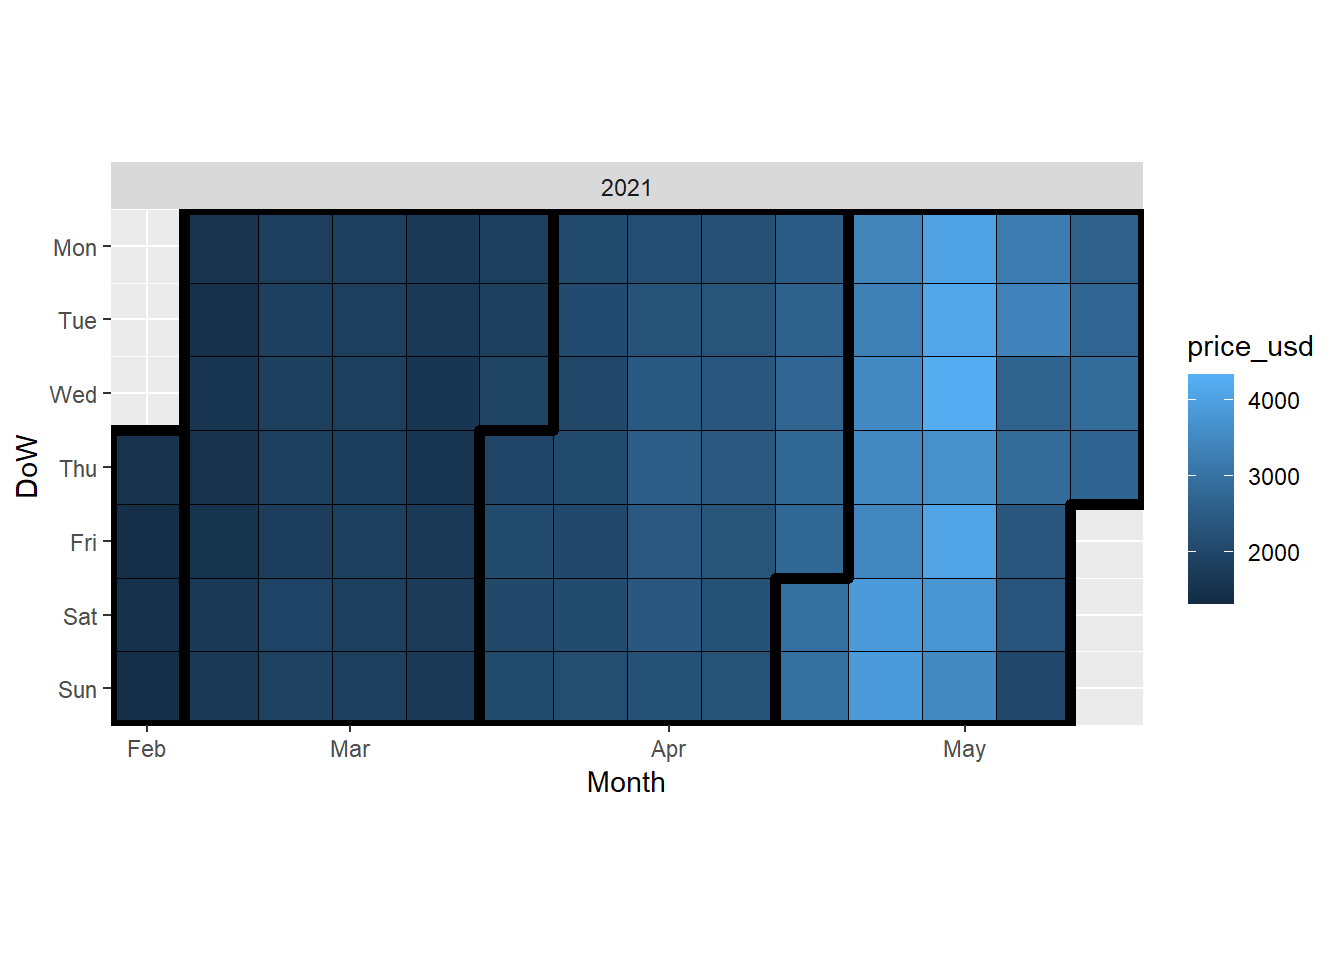 2021
Mon
Tue
Wed
Thu
Fri
Sat
Sun
DoW
Feb Mar Apr May
Month
price_usd
4000
3000
2000